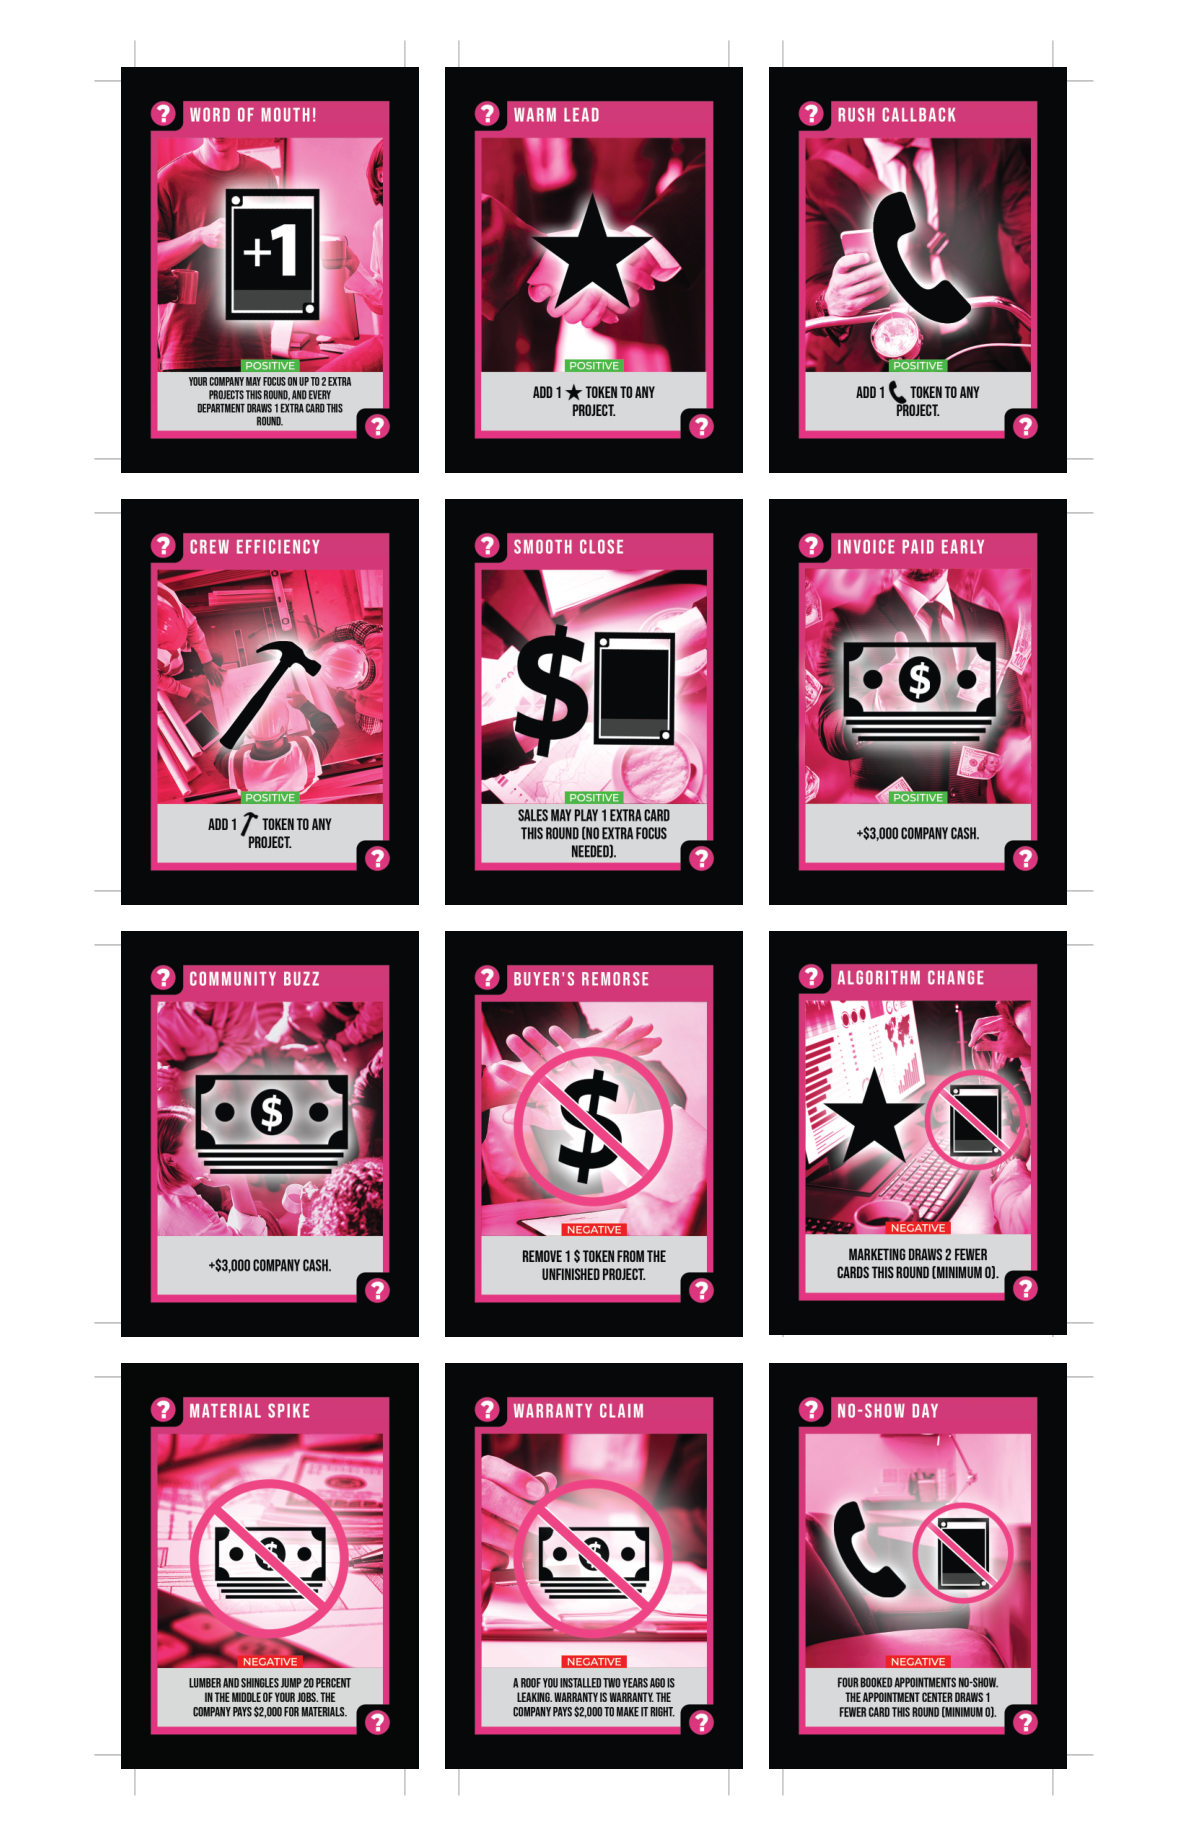 ? WORD OF MOUTH!
+1
POSITIVE
YOUR COMPANY MAY FOCUS ON UP TO 2 EXTRA
PROJECTS THIS ROUND, AND EVERY
DEPARTMENT DRAWS 1 EXTRA CARD THIS
ROUND.
?
? WARM LEAD
POSITIVE
ADD 1 ★ TOKEN TO ANY
PROJECT.
?
? RUSH CALLBACK
POSITIVE
ADD 1 TOKEN TO ANY
PROJECT.
?
? CREW EFFICIENCY
POSITIVE
ADD 1 TOKEN TO ANY
PROJECT.
?
? SMOOTH CLOSE
$
POSITIVE
SALES MAY PLAY 1 EXTRA CARD
THIS ROUND (NO EXTRA FOCUS
NEEDED).
?
? INVOICE PAID EARLY
$
POSITIVE
+$3,000 COMPANY CASH.
?
? COMMUNITY BUZZ
$
+$3,000 COMPANY CASH.
?
? BUYER'S REMORSE
$
NEGATIVE
REMOVE 1 $ TOKEN FROM THE
UNFINISHED PROJECT.
?
? ALGORITHM CHANGE
NEGATIVE
MARKETING DRAWS 2 FEWER
CARDS THIS ROUND (MINIMUM 0).
?
? MATERIAL SPIKE
$
NEGATIVE
LUMBER AND SHINGLES JUMP 20 PERCENT
IN THE MIDDLE OF YOUR JOBS. THE
COMPANY PAYS $2,000 FOR MATERIALS.
?
? WARRANTY CLAIM
$
NEGATIVE
A ROOF YOU INSTALLED TWO YEARS AGO IS
LEAKING. WARRANTY IS WARRANTY. THE
COMPANY PAYS $2,000 TO MAKE IT RIGHT.
?
? NO-SHOW DAY
NEGATIVE
FOUR BOOKED APPOINTMENTS NO-SHOW.
THE APPOINTMENT CENTER DRAWS 1
FEWER CARD THIS ROUND (MINIMUM 0).
?